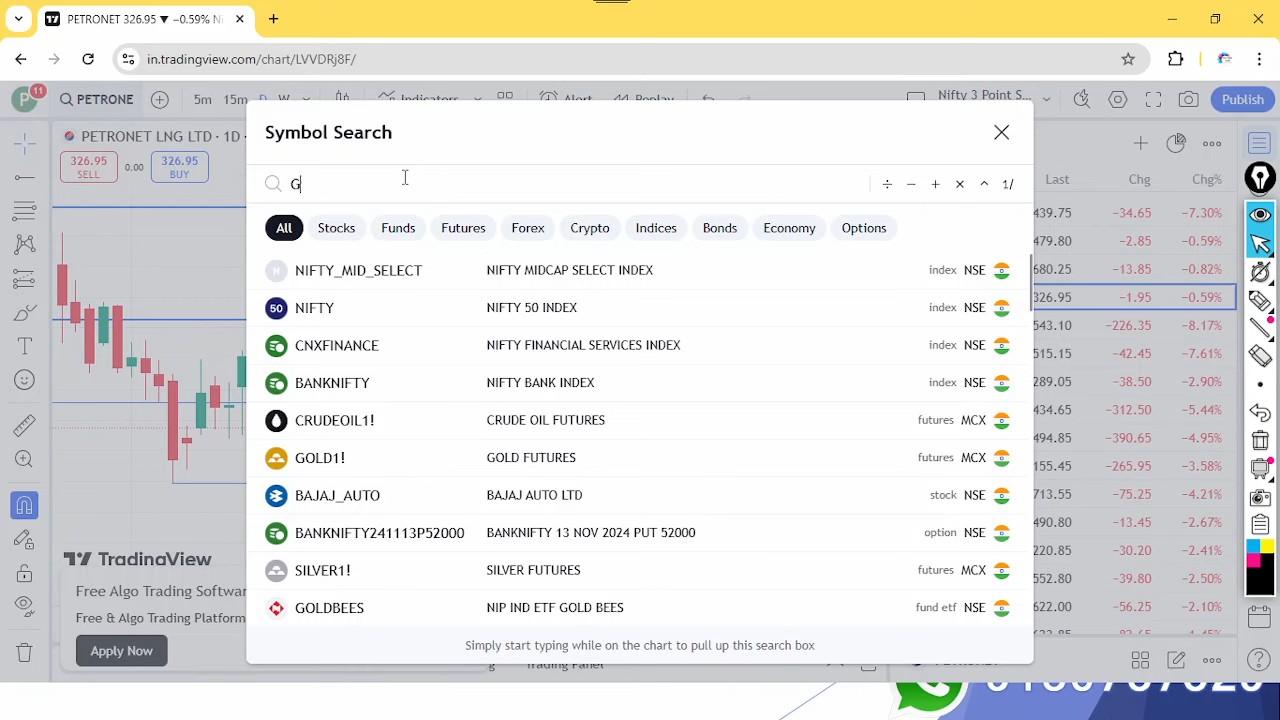 PETRONET 326.95 ▼ −0.59% Ni
in.tradingview.com/chart/LVVDRj8F/
P 11 PETRONE 5m 15m D W Indicators Alert Replay Nifty 3 Point S Publish
PETRONET LNG LTD · 1D
326.95 SELL 0.00 326.95 BUY
Symbol Search
G 1/
All Stocks Funds Futures Forex Crypto Indices Bonds Economy Options
NIFTY_MID_SELECT NIFTY MIDCAP SELECT INDEX index NSE
50 NIFTY NIFTY 50 INDEX index NSE
CNXFINANCE NIFTY FINANCIAL SERVICES INDEX index NSE
BANKNIFTY NIFTY BANK INDEX index NSE
CRUDEOIL1! CRUDE OIL FUTURES futures MCX
GOLD1! GOLD FUTURES futures MCX
BAJAJ_AUTO BAJAJ AUTO LTD stock NSE
BANKNIFTY241113P52000 BANKNIFTY 13 NOV 2024 PUT 52000 option NSE
SILVER1! SILVER FUTURES futures MCX
GOLDBEES NIP IND ETF GOLD BEES fund etf NSE
Simply start typing while on the chart to pull up this search box
Last Chg Chg%
439.75 −34.65 −7.30%
479.80 −2.85 −0.59%
680.25 −13.85 −0.82%
326.95 −1.95 −0.59%
543.10 −226.35 −8.17%
515.15 −42.45 −7.61%
289.05 −38.50 −2.90%
434.65 −312.50 −5.44%
494.85 −390.65 −4.95%
155.45 −265.95 −3.58%
713.55 −75.25 −4.21%
490.80 −13.45 −2.67%
220.85 −30.20 −2.41%
552.80 −39.80 −2.50%
622.00 −56.25 −2.10%
TradingView
Free Algo Trading Softwar
Free & Algo Trading Platform
Apply Now
Trading Panel